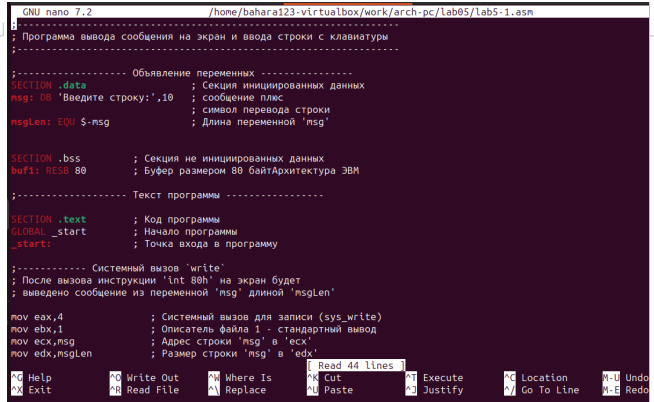 GNU nano 7.2 /home/bahara123-virtualbox/work/arch-pc/lab05/lab5-1.asm
;---------------------------------------------------------------
; Программа вывода сообщения на экран и ввода строки с клавиатуры
;---------------------------------------------------------------
;------------------ Объявление переменных ---------------
SECTION .data ; Секция инициированных данных
msg: DB 'Введите строку:',10 ; сообщение плюс
; символ перевода строки
msgLen: EQU $-msg ; Длина переменной 'msg'
SECTION .bss ; Секция не инициированных данных
buf1: RESB 80 ; Буфер размером 80 байтАрхитектура ЭВМ
;------------------ Текст программы ----------------
SECTION .text ; Код программы
GLOBAL _start ; Начало программы
_start: ; Точка входа в программу
;------------ Системный вызов `write`
; После вызова инструкции 'int 80h' на экран будет
; выведено сообщение из переменной 'msg' длиной 'msgLen'
mov eax,4 ; Системный вызов для записи (sys_write)
mov ebx,1 ; Описатель файла 1 - стандартный вывод
mov ecx,msg ; Адрес строки 'msg' в 'ecx'
mov edx,msgLen ; Размер строки 'msg' в 'edx'
[ Read 44 lines ]
^G Help ^O Write Out ^W Where Is ^K Cut ^T Execute ^C Location M-U Undo
^X Exit ^R Read File ^\ Replace ^U Paste ^J Justify ^/ Go To Line M-E Redo